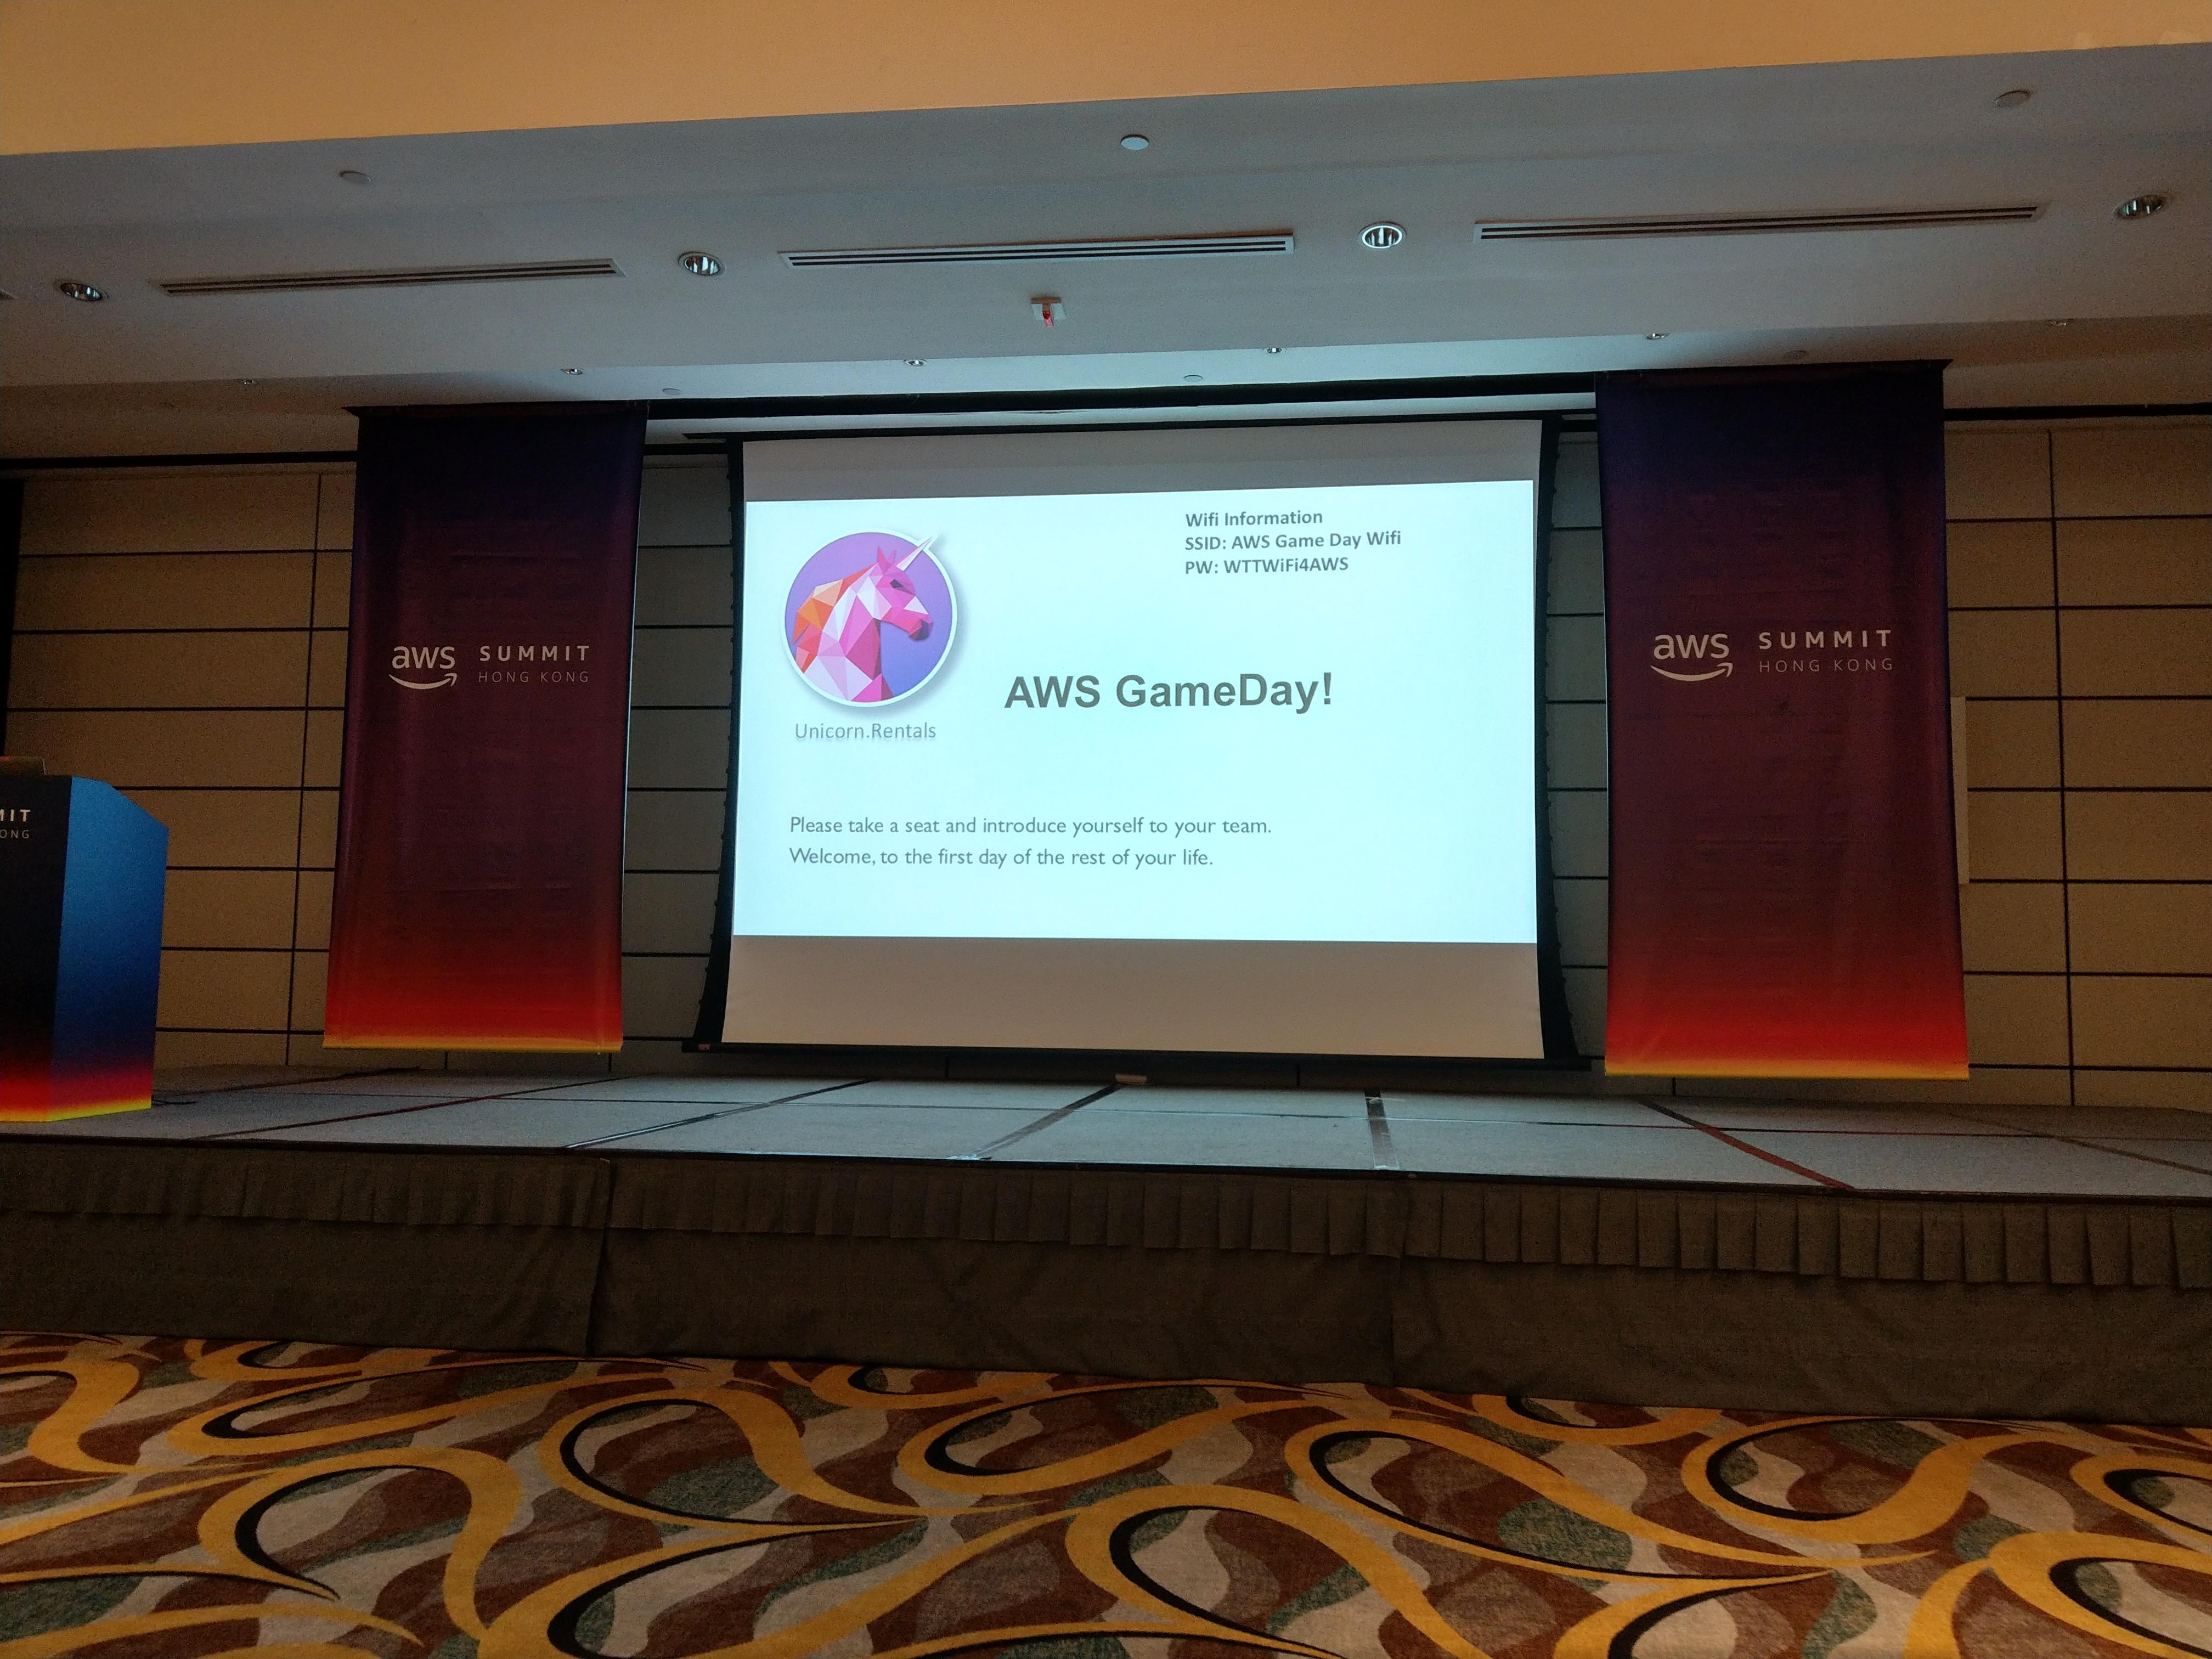 aws SUMMIT
HONG KONG
Wifi Information
SSID: AWS Game Day Wifi
PW: WTTWiFi4AWS
AWS GameDay!
Unicorn.Rentals
Please take a seat and introduce yourself to your team.
Welcome, to the first day of the rest of your life.
aws SUMMIT
HONG KONG
MIT
ONG